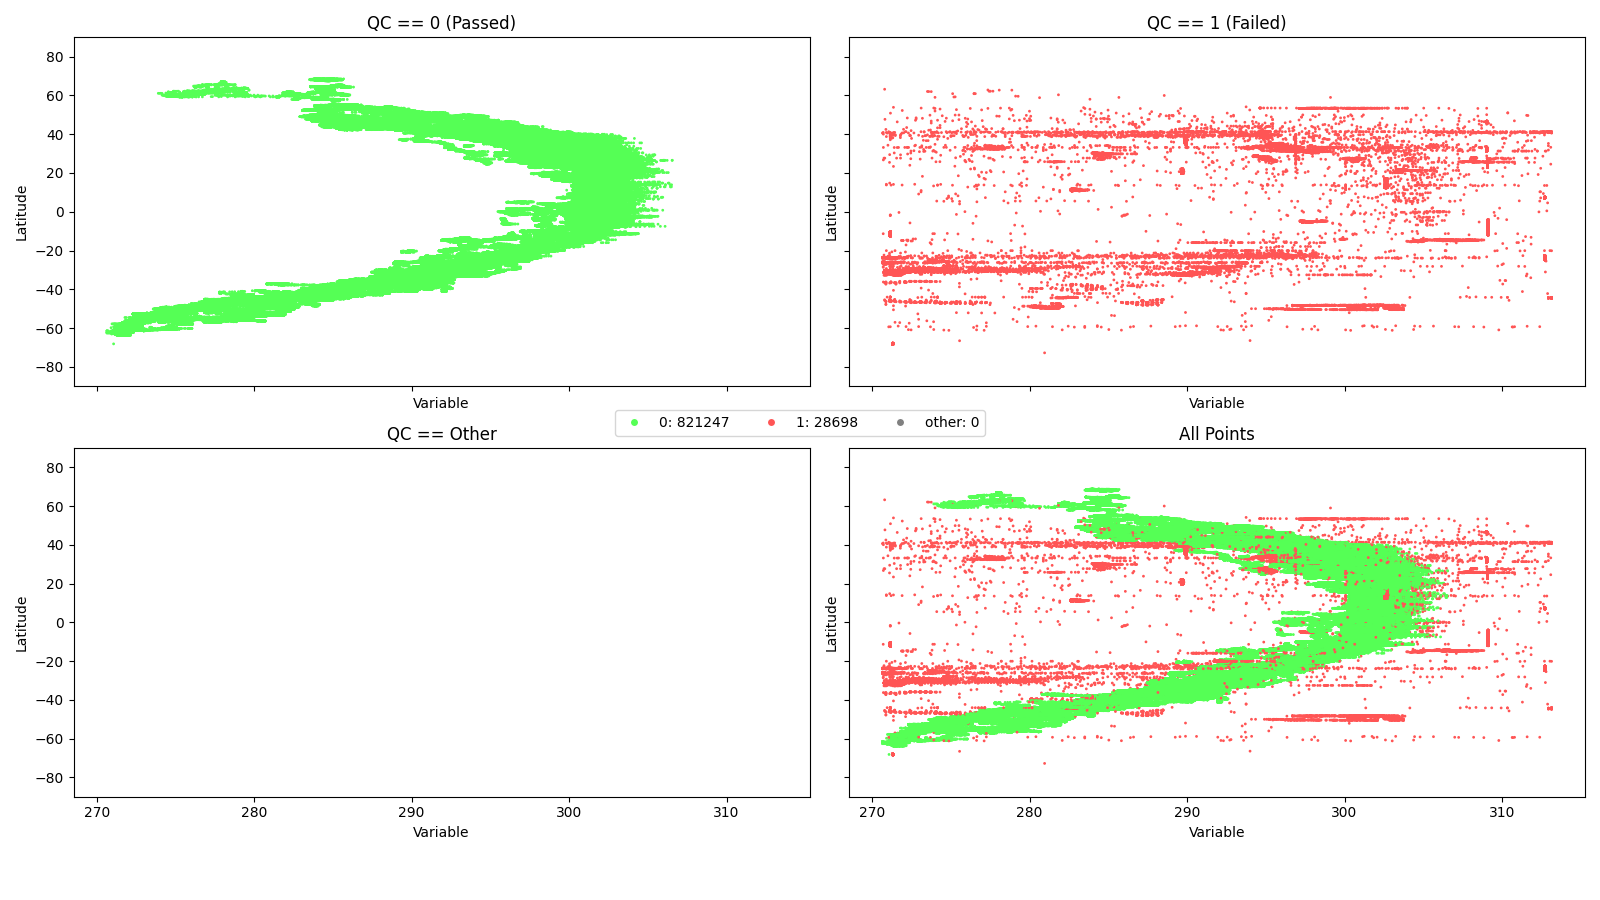 QC == 0 (Passed)
QC == 1 (Failed)
80
60
40
20
0
−20
−40
−60
−80
Latitude
Latitude
Variable
Variable
0: 821247
1: 28698
other: 0
QC == Other
All Points
80
60
40
20
0
−20
−40
−60
−80
Latitude
Latitude
270 280 290 300 310
270 280 290 300 310
Variable
Variable